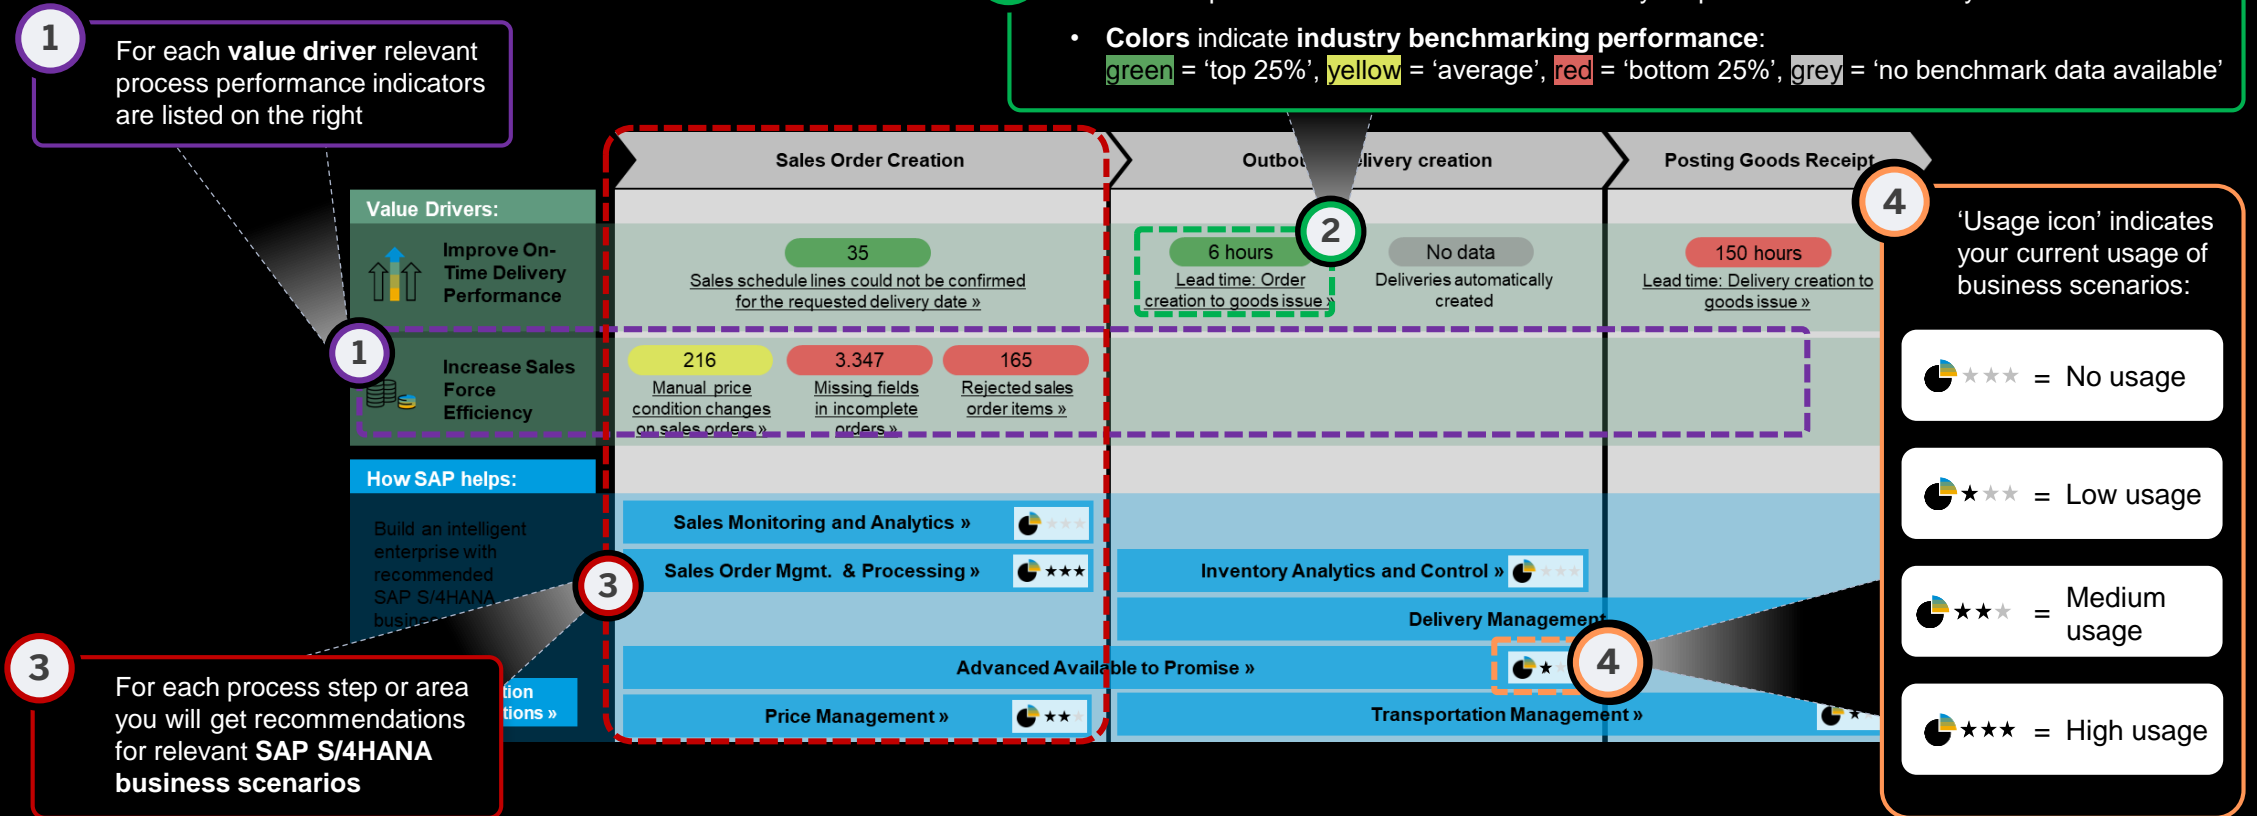 1
For each value driver relevant
process performance indicators
are listed on the right
• Colors indicate industry benchmarking performance:
green = ‘top 25%’, yellow = ‘average’, red = ‘bottom 25%’, grey = ‘no benchmark data available’
Sales Order Creation
Outbou livery creation
Posting Goods Receipt
Value Drivers:
Improve On-
Time Delivery
Performance
35
Sales schedule lines could not be confirmed
for the requested delivery date »
2
6 hours
Lead time: Order
creation to goods issue »
No data
Deliveries automatically
created
150 hours
Lead time: Delivery creation to
goods issue »
1
Increase Sales
Force
Efficiency
216
Manual price
condition changes
on sales orders »
3.347
Missing fields
in incomplete
orders »
165
Rejected sales
order items »
How SAP helps:
Build an intelligent
enterprise with
recommended
SAP S/4HANA
busine
tion
tions »
Sales Monitoring and Analytics »
Sales Order Mgmt. & Processing »
Inventory Analytics and Control »
Delivery Management
Advanced Available to Promise »
Price Management »
Transportation Management »
3
4
3
For each process step or area
you will get recommendations
for relevant SAP S/4HANA
business scenarios
4
‘Usage icon’ indicates
your current usage of
business scenarios:
= No usage
= Low usage
= Medium
usage
= High usage